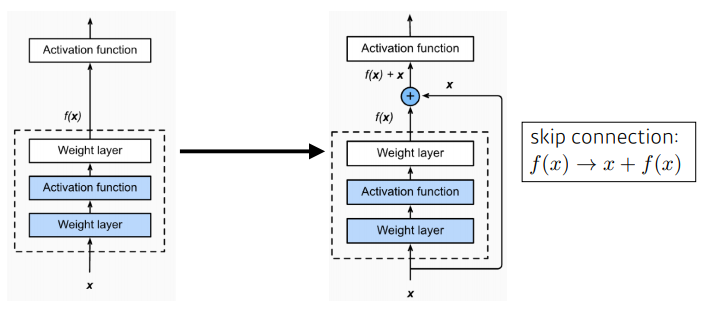 Activation function
f(x)
Weight layer
Activation function
Weight layer
x
Activation function
f(x) + x
x
+
f(x)
Weight layer
Activation function
Weight layer
x
skip connection:
f(x) → x + f(x)